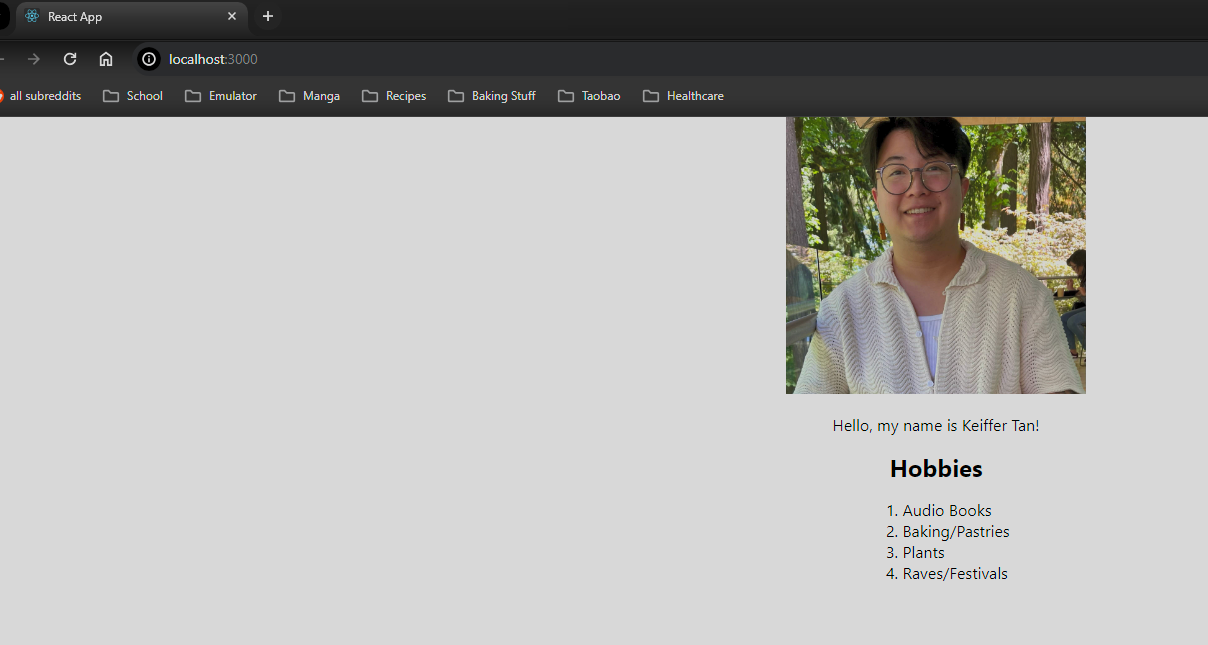 React App
localhost:3000
all subreddits School Emulator Manga Recipes Baking Stuff Taobao Healthcare
Hello, my name is Keiffer Tan!
Hobbies
1. Audio Books
2. Baking/Pastries
3. Plants
4. Raves/Festivals